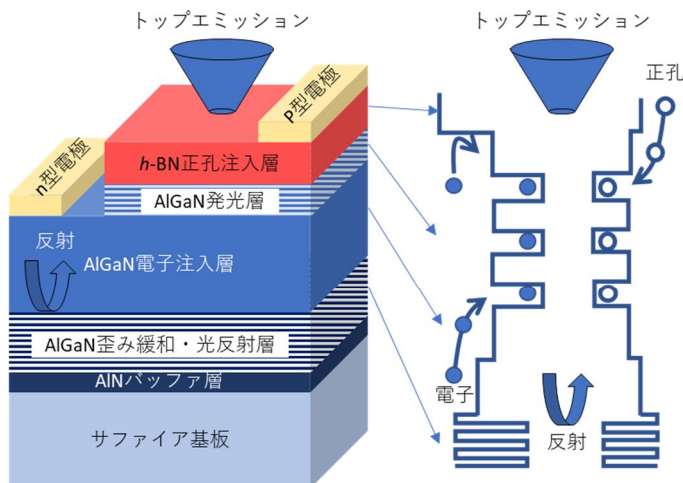 トップエミッション
p型電極
n型電極
h-BN正孔注入層
AlGaN発光層
反射
AlGaN電子注入層
AlGaN歪み緩和・光反射層
AlNバッファ層
サファイア基板
トップエミッション
正孔
電子
反射